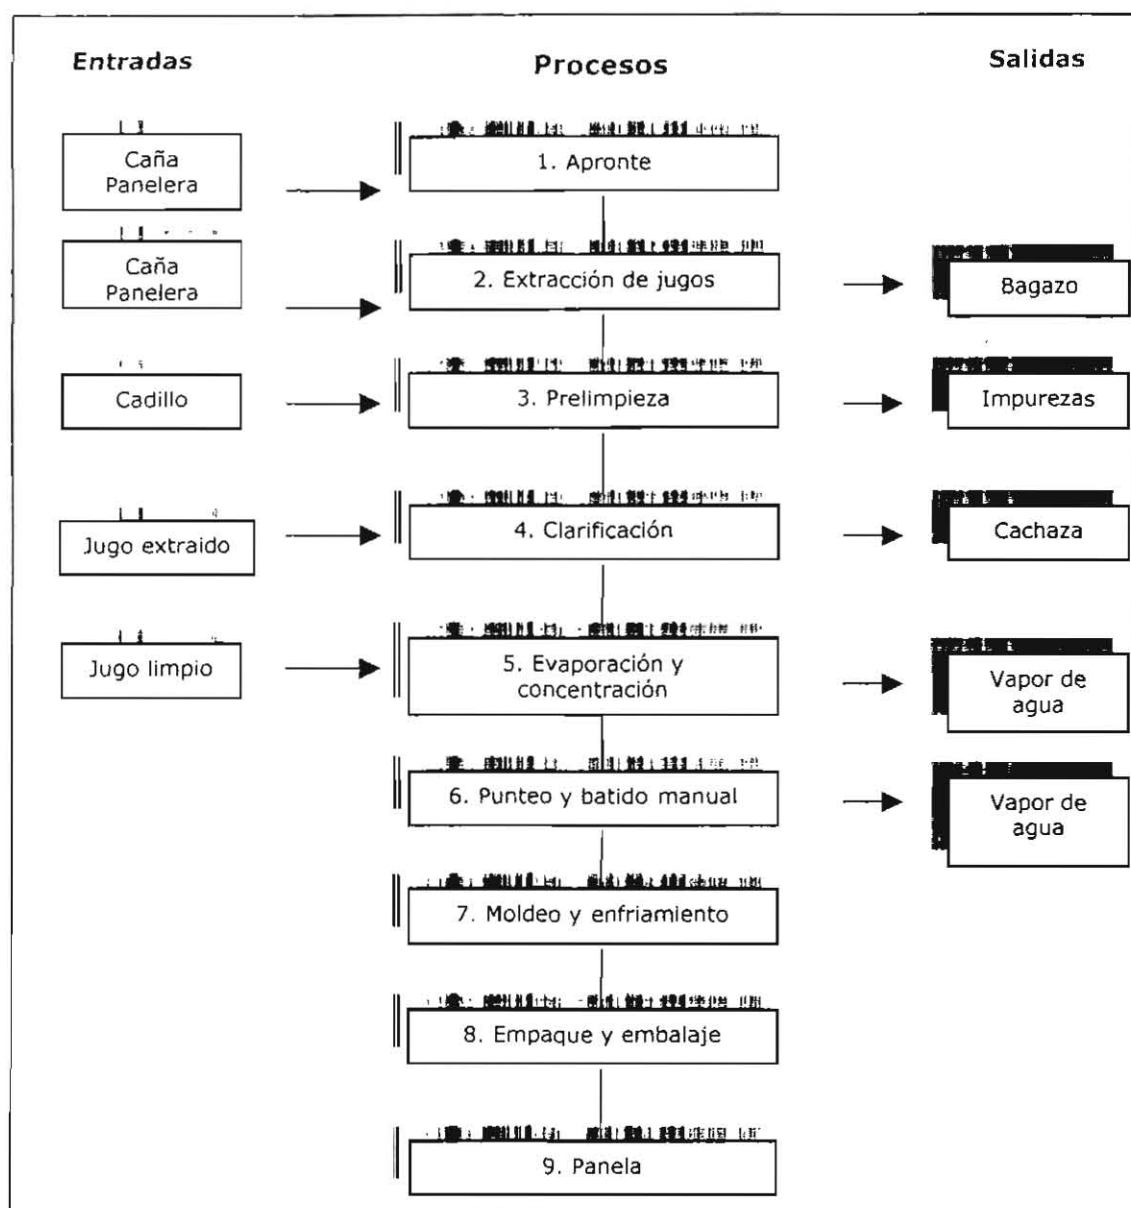 Entradas
Procesos
Salidas
Caña
Panelera
1. Apronte
Caña
Panelera
2. Extracción de jugos
Bagazo
Cadillo
3. Prelimpieza
Impurezas
Jugo extraido
4. Clarificación
Cachaza
Jugo limpio
5. Evaporación y
concentración
Vapor de
agua
6. Punteo y batido manual
Vapor de
agua
7. Moldeo y enfriamiento
8. Empaque y embalaje
9. Panela